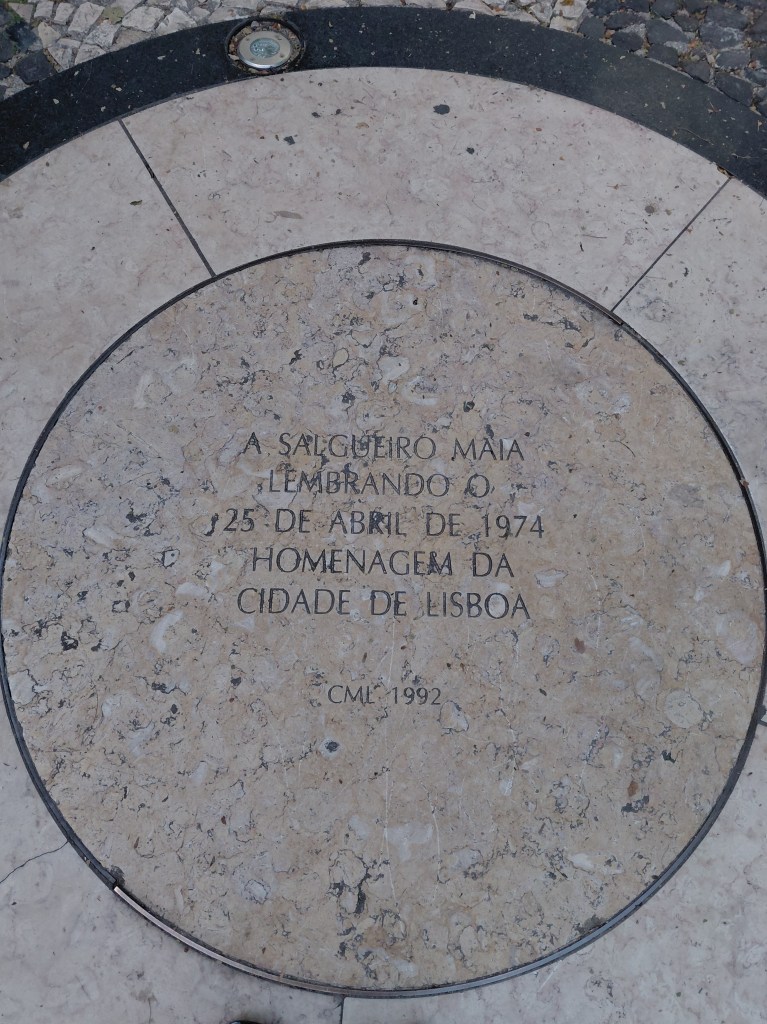 A SALGUEIRO MAIA
LEMBRANDO O
25 DE ABRIL DE 1974
HOMENAGEM DA
CIDADE DE LISBOA
CML 1992